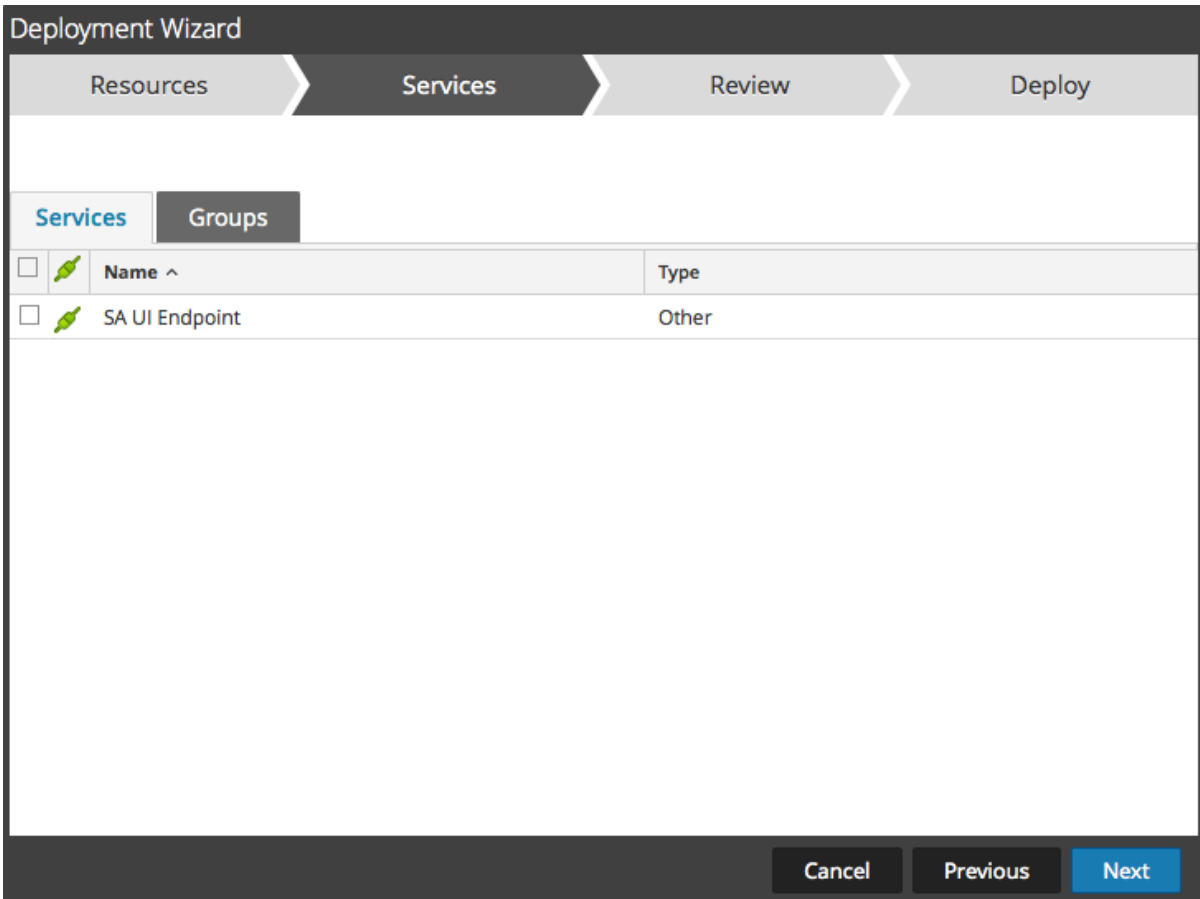 Deployment Wizard
Resources Services Review Deploy
Services Groups
Name Type
SA UI Endpoint Other
Cancel Previous Next